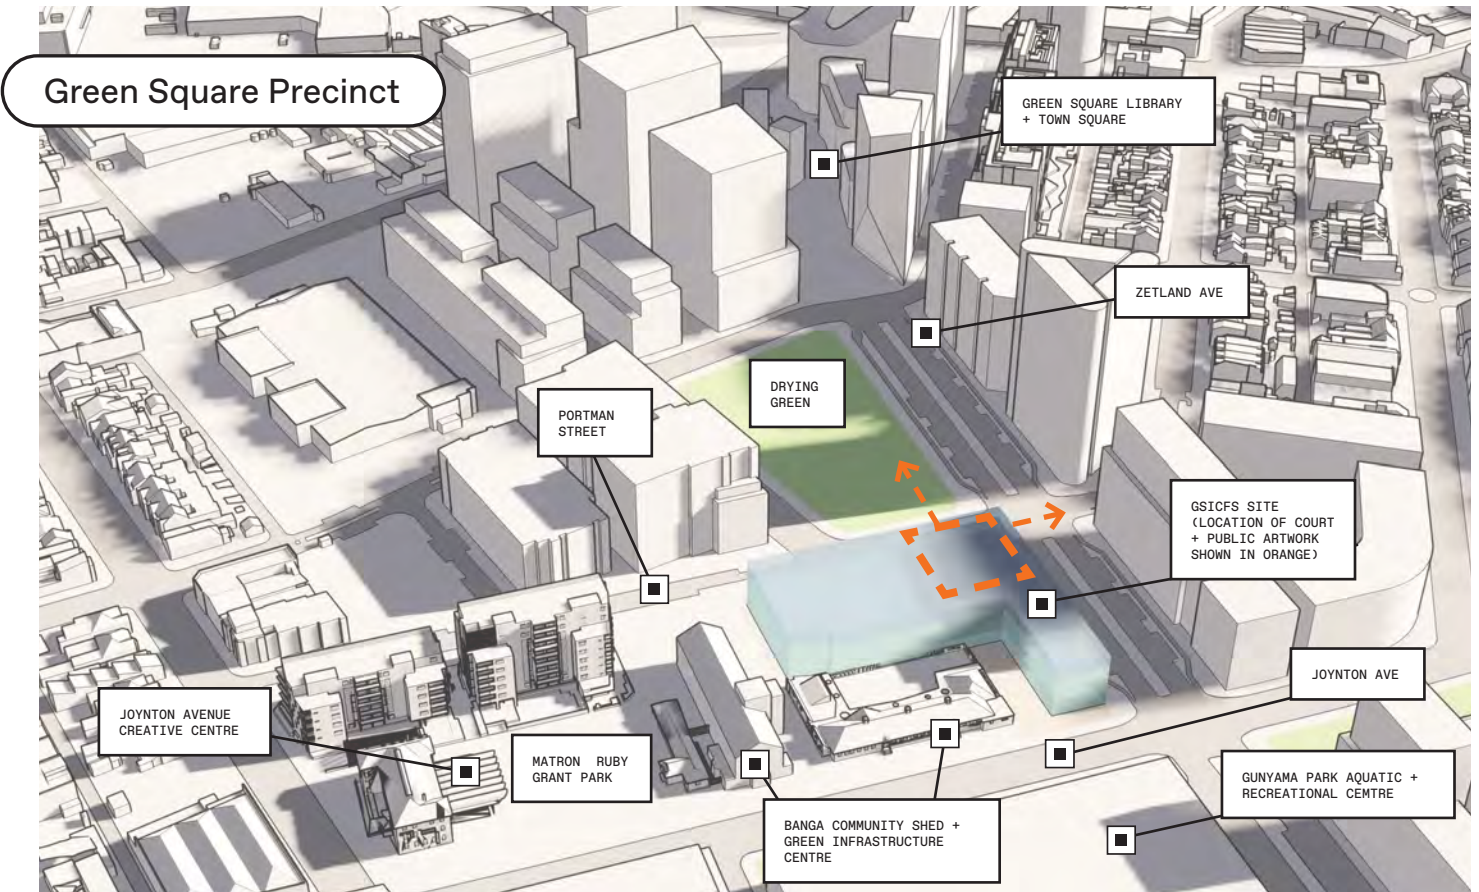 Green Square Precinct
GREEN SQUARE LIBRARY
+ TOWN SQUARE
ZETLAND AVE
DRYING
GREEN
PORTMAN
STREET
GSICFS SITE
(LOCATION OF COURT
+ PUBLIC ARTWORK
SHOWN IN ORANGE)
JOYNTON AVE
JOYNTON AVENUE
CREATIVE CENTRE
MATRON RUBY
GRANT PARK
GUNYAMA PARK AQUATIC +
RECREATIONAL CEMTRE
BANGA COMMUNITY SHED +
GREEN INFRASTRUCTURE
CENTRE